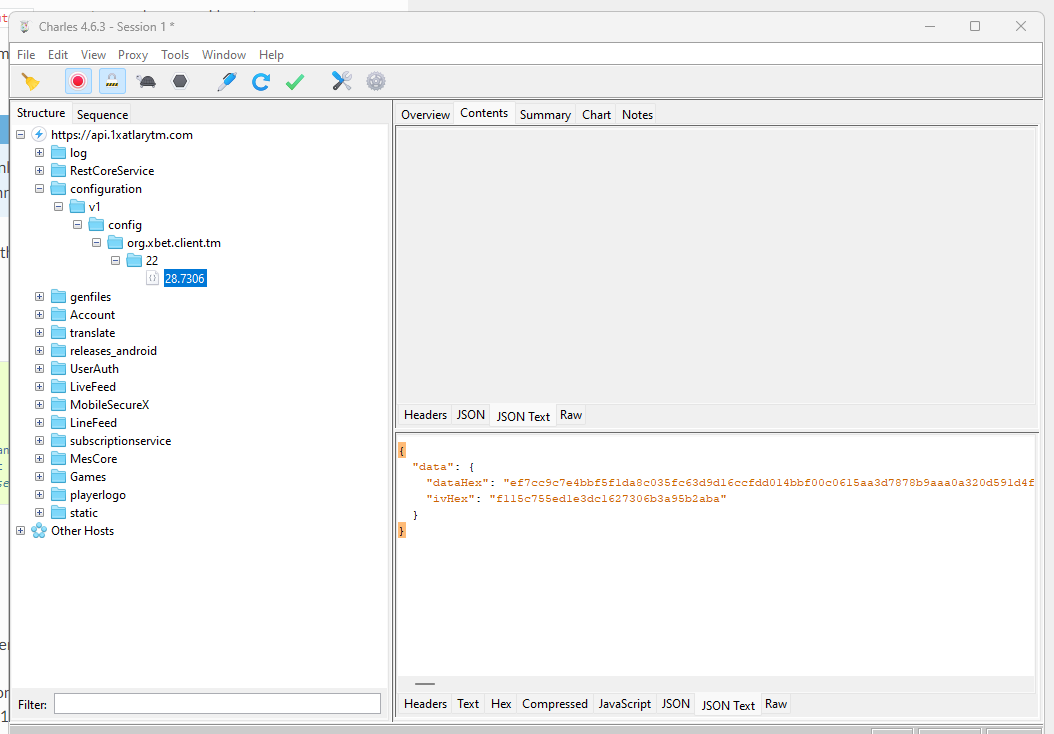 Charles 4.6.3 - Session 1 *
File Edit View Proxy Tools Window Help
Structure Sequence
https://api.1xatlarytm.com
log
RestCoreService
configuration
v1
config
org.xbet.client.tm
22
28.7306
genfiles
Account
translate
releases_android
UserAuth
LiveFeed
MobileSecureX
LineFeed
subscriptionservice
MesCore
Games
playerlogo
static
Other Hosts
Filter:
Overview Contents Summary Chart Notes
Headers JSON JSON Text Raw
{
"data": {
"dataHex": "ef7cc9c7e4bbf5f1da8c035fc63d9d16ccfdd014bbf00c0615aa3d7878b9aaa0a320d591d4f
"ivHex": "f115c755ed1e3dc1627306b3a95b2aba"
}
}
Headers Text Hex Compressed JavaScript JSON JSON Text Raw